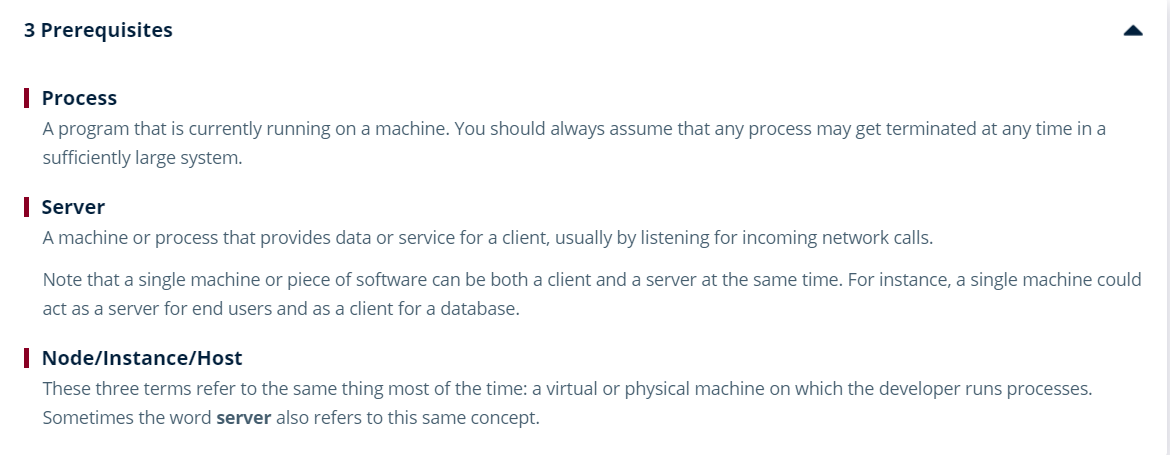 3 Prerequisites
Process
A program that is currently running on a machine. You should always assume that any process may get terminated at any time in a
sufficiently large system.
Server
A machine or process that provides data or service for a client, usually by listening for incoming network calls.
Note that a single machine or piece of software can be both a client and a server at the same time. For instance, a single machine could
act as a server for end users and as a client for a database.
Node/Instance/Host
These three terms refer to the same thing most of the time: a virtual or physical machine on which the developer runs processes.
Sometimes the word server also refers to this same concept.